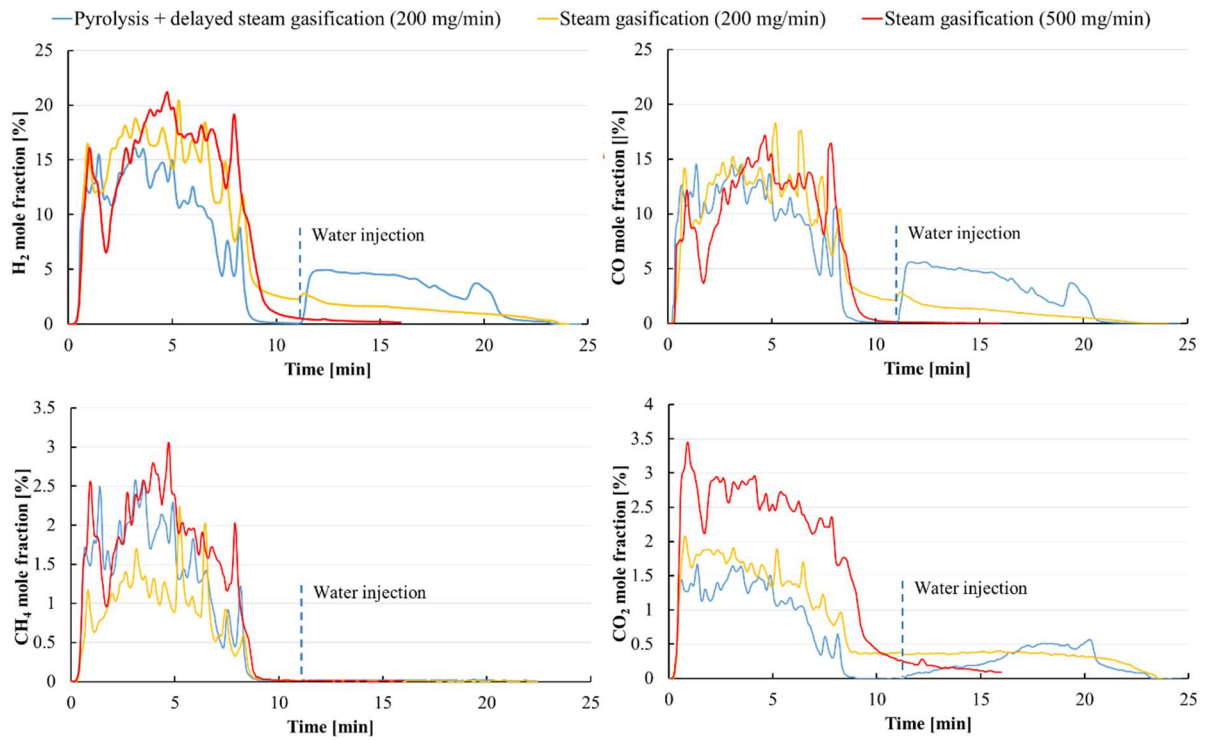 Pyrolysis + delayed steam gasification (200 mg/min) Steam gasification (200 mg/min) Steam gasification (500 mg/min)
25
20
15
10
5
0
H2 mole fraction [%]
Water injection
0 5 10 15 20 25
Time [min]
25
20
15
10
5
0
CO mole fraction [|%]
Water injection
0 5 10 15 20 25
Time [min]
3.5
3
2.5
2
1.5
1
0.5
0
CH4 mole fraction [%]
Water injection
0 5 10 15 20 25
Time [min]
4
3.5
3
2.5
2
1.5
1
0.5
0
CO2 mole fraction [%]
Water injection
0 5 10 15 20 25
Time [min]